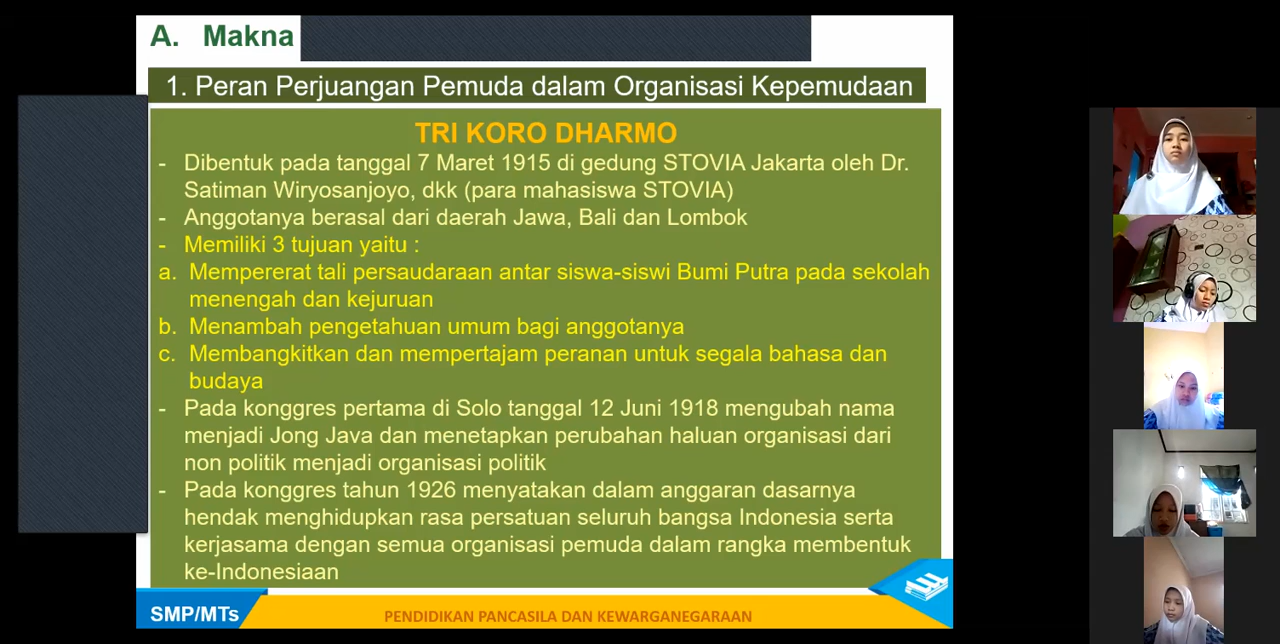 A. Makna
1. Peran Perjuangan Pemuda dalam Organisasi Kepemudaan
TRI KORO DHARMO
- Dibentuk pada tanggal 7 Maret 1915 di gedung STOVIA Jakarta oleh Dr.
Satiman Wiryosanjoyo, dkk (para mahasiswa STOVIA)
- Anggotanya berasal dari daerah Jawa, Bali dan Lombok
- Memiliki 3 tujuan yaitu :
a. Mempererat tali persaudaraan antar siswa-siswi Bumi Putra pada sekolah
menengah dan kejuruan
b. Menambah pengetahuan umum bagi anggotanya
c. Membangkitkan dan mempertajam peranan untuk segala bahasa dan
budaya
- Pada konggres pertama di Solo tanggal 12 Juni 1918 mengubah nama
menjadi Jong Java dan menetapkan perubahan haluan organisasi dari
non politik menjadi organisasi politik
- Pada konggres tahun 1926 menyatakan dalam anggaran dasarnya
hendak menghidupkan rasa persatuan seluruh bangsa Indonesia serta
kerjasama dengan semua organisasi pemuda dalam rangka membentuk
ke-Indonesiaan
SMP/MTs
PENDIDIKAN PANCASILA DAN KEWARGANEGARAAN